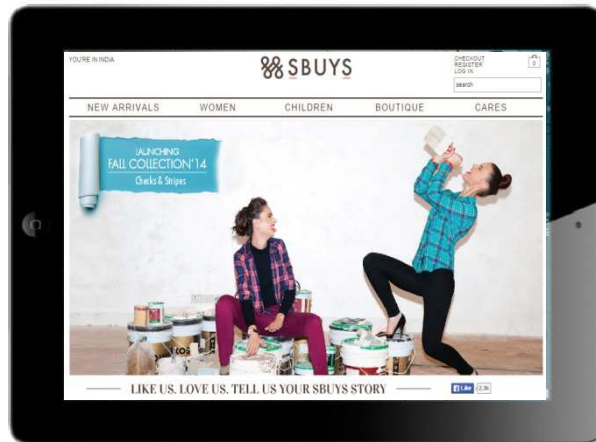 YOU'RE IN INDIA
SBUYS
CHECKOUT
REGISTER
LOG IN
0
search
NEW ARRIVALS
WOMEN
CHILDREN
BOUTIQUE
CARES
LAUNCHING
FALL COLLECTION'14
Checks & Stripes
LIKE US. LOVE US. TELL US YOUR SBUYS STORY
Like
2.3k